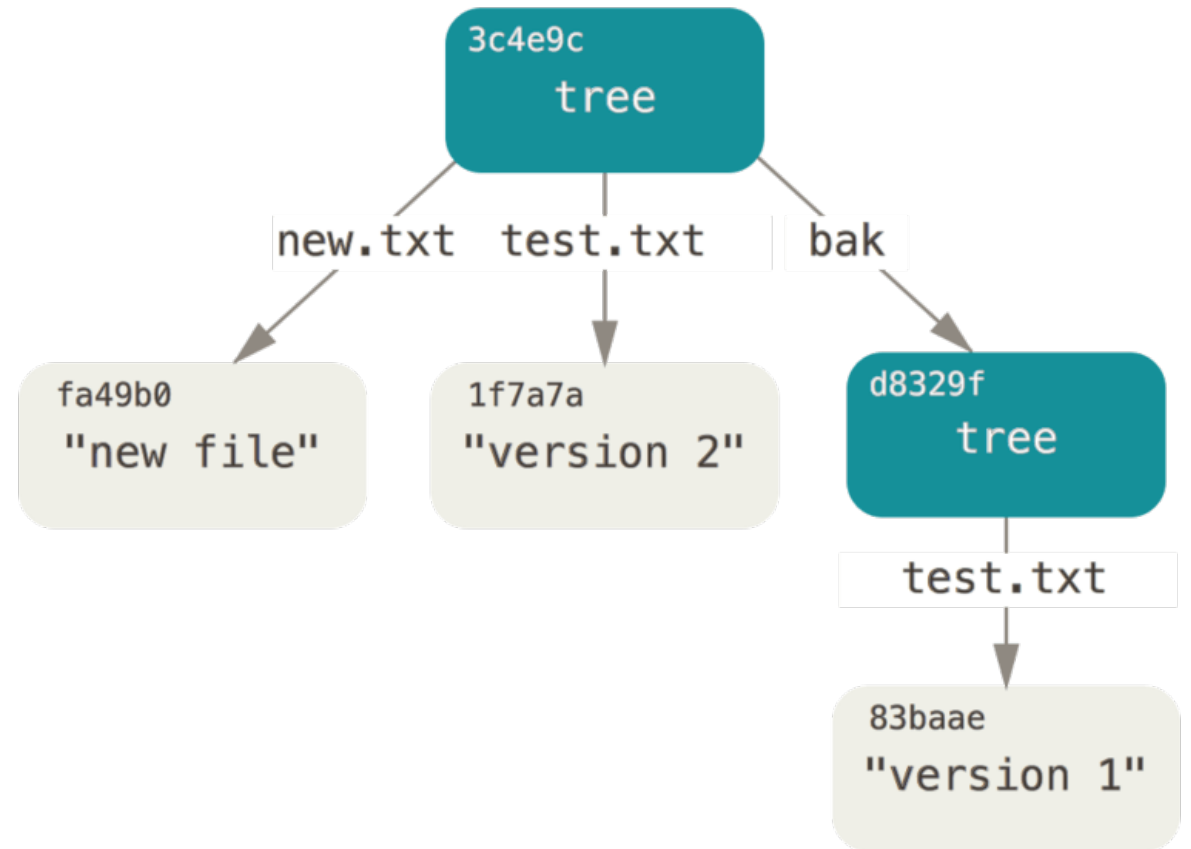 3c4e9c
tree
new.txt test.txt bak
fa49b0
"new file"
1f7a7a
"version 2"
d8329f
tree
test.txt
83baae
"version 1"